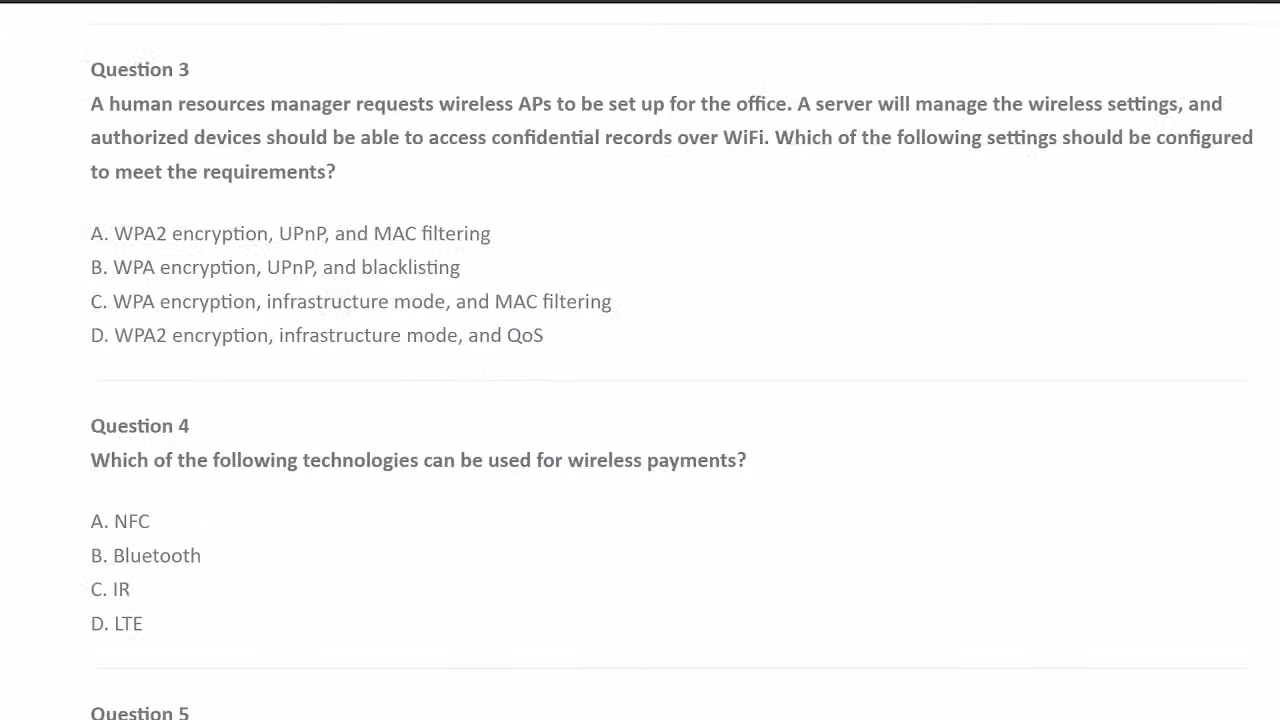 Question 3
A human resources manager requests wireless APs to be set up for the office. A server will manage the wireless settings, and
authorized devices should be able to access confidential records over WiFi. Which of the following settings should be configured
to meet the requirements?
A. WPA2 encryption, UPnP, and MAC filtering
B. WPA encryption, UPnP, and blacklisting
C. WPA encryption, infrastructure mode, and MAC filtering
D. WPA2 encryption, infrastructure mode, and QoS
Question 4
Which of the following technologies can be used for wireless payments?
A. NFC
B. Bluetooth
C. IR
D. LTE
Question 5